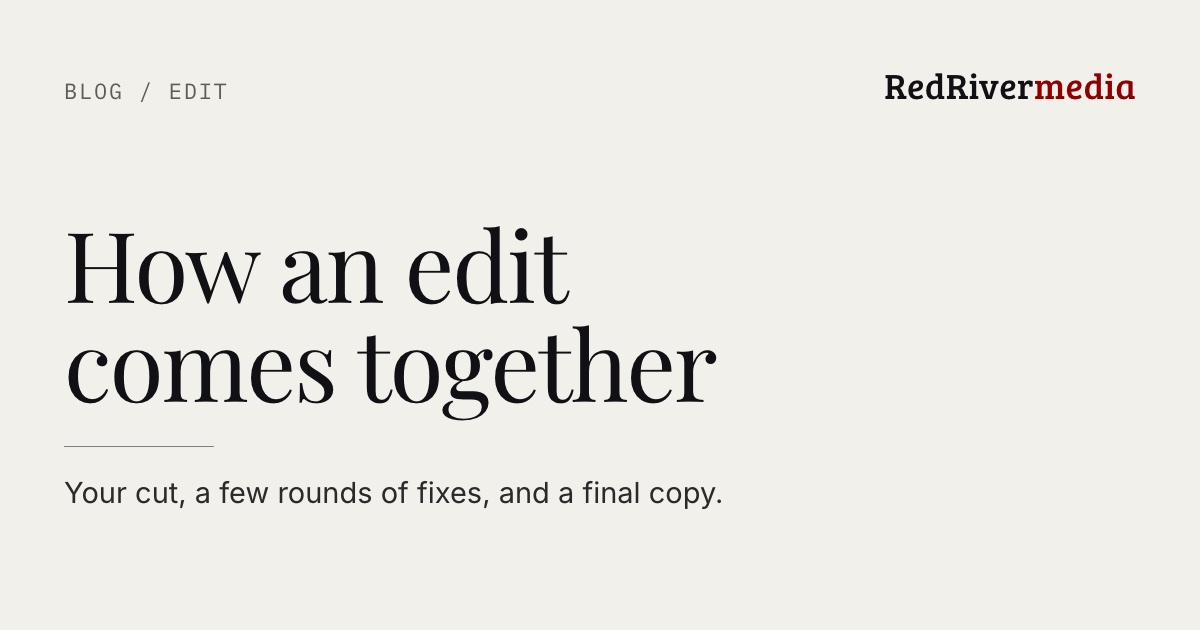 BLOG / EDIT
RedRivermedia
How an edit
comes together
Your cut, a few rounds of fixes, and a final copy.